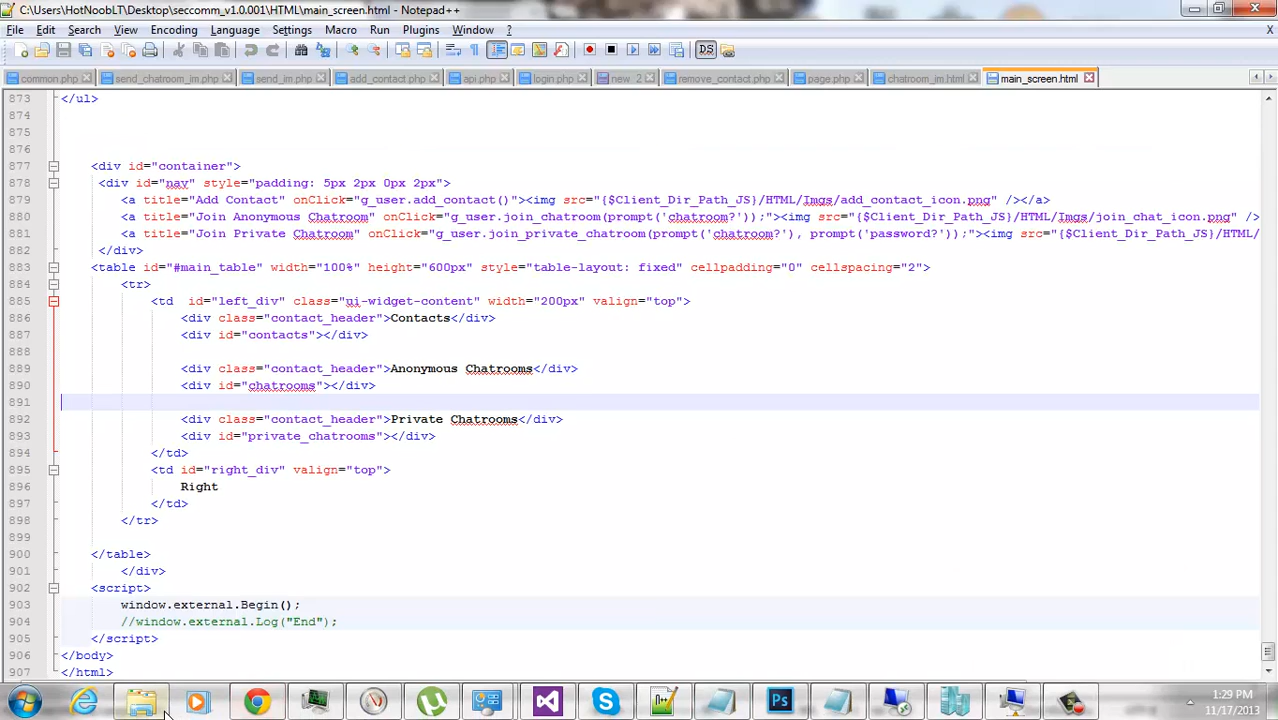 C:\Users\HotNoobLT\Desktop\seccomm_v1.0.001\HTML\main_screen.html - Notepad++
File Edit Search View Encoding Language Settings Macro Run Plugins Window ? X
common.php send_chatroom_im.php send_im.php add_contact.php api.php login.php new 2 remove_contact.php page.php chatroom_im.html main_screen.html
873 </ul>
874
875
876
877 <div id="container">
878 <div id="nav" style="padding: 5px 2px 0px 2px">
879 <a title="Add Contact" onClick="g_user.add_contact()"><img src="{$Client_Dir_Path_JS}/HTML/Imgs/add_contact_icon.png" /></a>
880 <a title="Join Anonymous Chatroom" onClick="g_user.join_chatroom(prompt('chatroom?'));"><img src="{$Client_Dir_Path_JS}/HTML/Imgs/join_chat_icon.png" />
881 <a title="Join Private Chatroom" onClick="g_user.join_private_chatroom(prompt('chatroom?'), prompt('password?'));"><img src="{$Client_Dir_Path_JS}/HTML/
882 </div>
883 <table id="#main_table" width="100%" height="600px" style="table-layout: fixed" cellpadding="0" cellspacing="2">
884 <tr>
885 <td id="left_div" class="ui-widget-content" width="200px" valign="top">
886 <div class="contact_header">Contacts</div>
887 <div id="contacts"></div>
888
889 <div class="contact_header">Anonymous Chatrooms</div>
890 <div id="chatrooms"></div>
891
892 <div class="contact_header">Private Chatrooms</div>
893 <div id="private_chatrooms"></div>
894 </td>
895 <td id="right_div" valign="top">
896 Right
897 </td>
898 </tr>
899
900 </table>
901 </div>
902 <script>
903 window.external.Begin();
904 //window.external.Log("End");
905 </script>
906 </body>
907 </html>
1:29 PM
11/17/2013